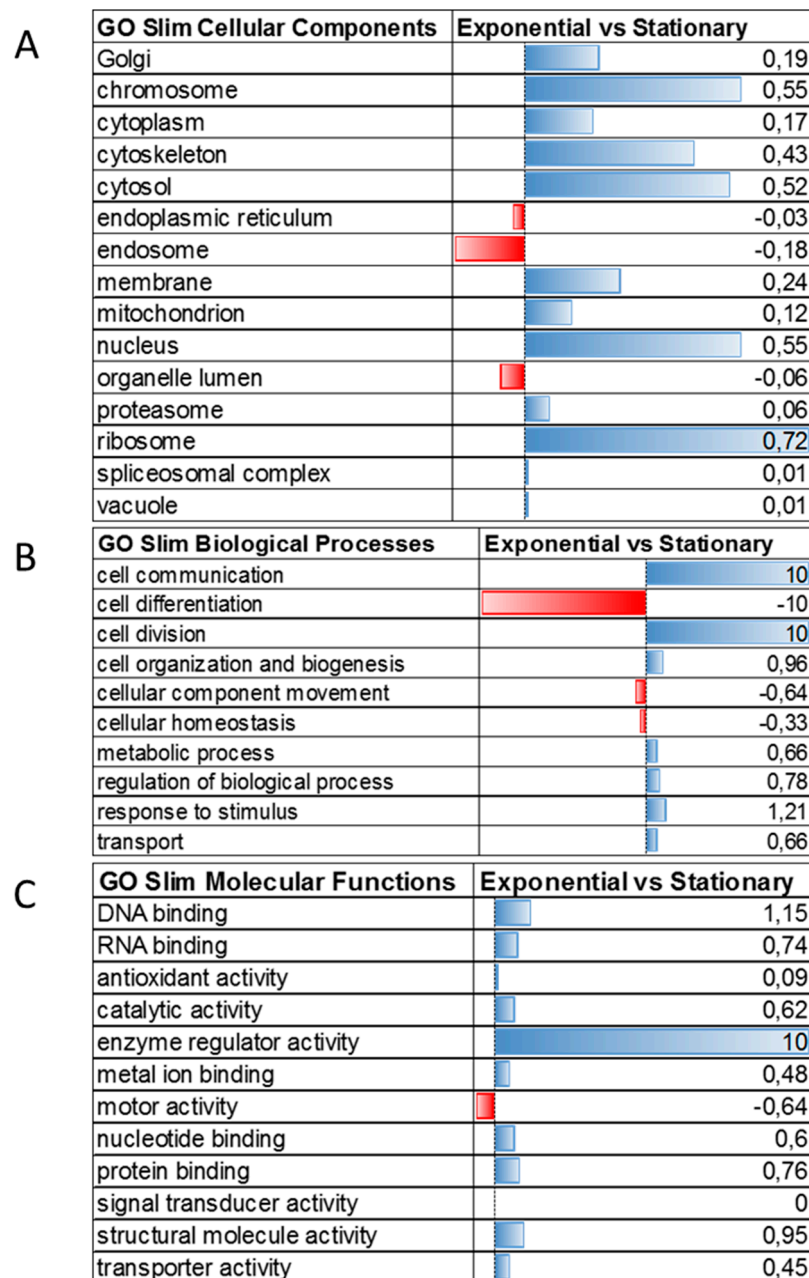 A
GO Slim Cellular Components Exponential vs Stationary
Golgi 0,19
chromosome 0,55
cytoplasm 0,17
cytoskeleton 0,43
cytosol 0,52
endoplasmic reticulum -0,03
endosome -0,18
membrane 0,24
mitochondrion 0,12
nucleus 0,55
organelle lumen -0,06
proteasome 0,06
ribosome 0,72
spliceosomal complex 0,01
vacuole 0,01
B
GO Slim Biological Processes Exponential vs Stationary
cell communication 10
cell differentiation -10
cell division 10
cell organization and biogenesis 0,96
cellular component movement -0,64
cellular homeostasis -0,33
metabolic process 0,66
regulation of biological process 0,78
response to stimulus 1,21
transport 0,66
C
GO Slim Molecular Functions Exponential vs Stationary
DNA binding 1,15
RNA binding 0,74
antioxidant activity 0,09
catalytic activity 0,62
enzyme regulator activity 10
metal ion binding 0,48
motor activity -0,64
nucleotide binding 0,6
protein binding 0,76
signal transducer activity 0
structural molecule activity 0,95
transporter activity 0,45